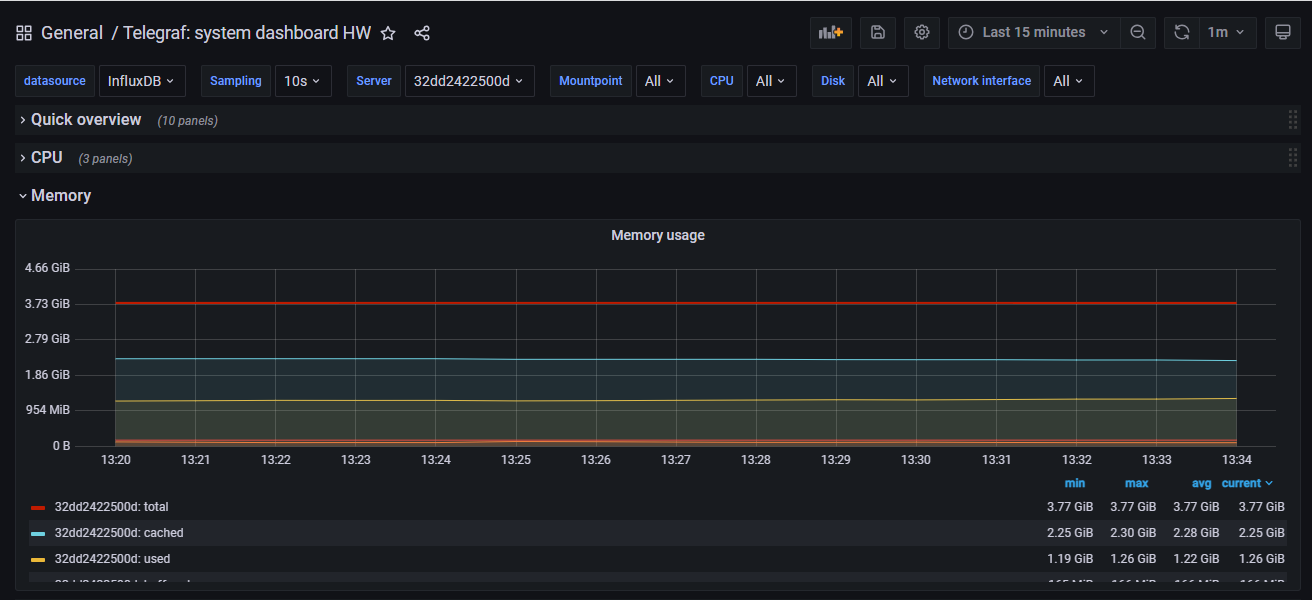 General / Telegraf: system dashboard HW Last 15 minutes 1m
datasource InfluxDB Sampling 10s Server 32dd2422500d Mountpoint All CPU All Disk All Network interface All
Quick overview (10 panels)
CPU (3 panels)
Memory
Memory usage
4.66 GiB
3.73 GiB
2.79 GiB
1.86 GiB
954 MiB
0 B
13:20 13:21 13:22 13:23 13:24 13:25 13:26 13:27 13:28 13:29 13:30 13:31 13:32 13:33 13:34
min max avg current
32dd2422500d: total 3.77 GiB 3.77 GiB 3.77 GiB 3.77 GiB
32dd2422500d: cached 2.25 GiB 2.30 GiB 2.28 GiB 2.25 GiB
32dd2422500d: used 1.19 GiB 1.26 GiB 1.22 GiB 1.26 GiB